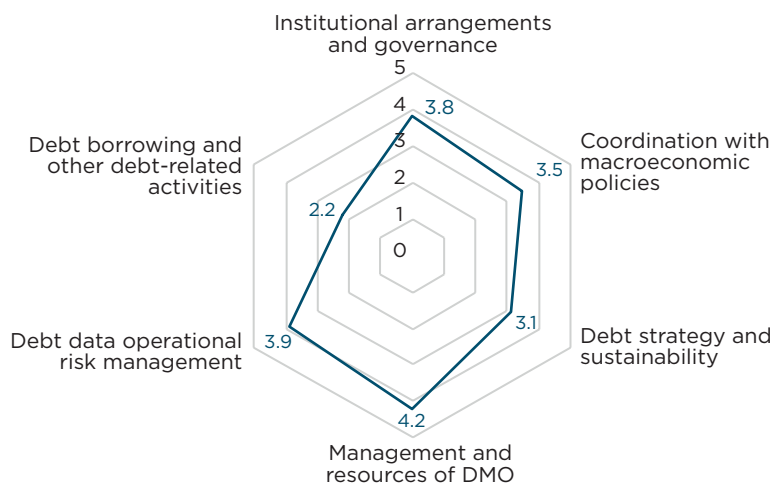 Institutional arrangements
and governance
5
4
3
2
1
0
3.8
Coordination with
macroeconomic
policies
3.5
Debt strategy and
sustainability
3.1
Management and
resources of DMO
4.2
Debt data operational
risk management
3.9
Debt borrowing and
other debt-related
activities
2.2